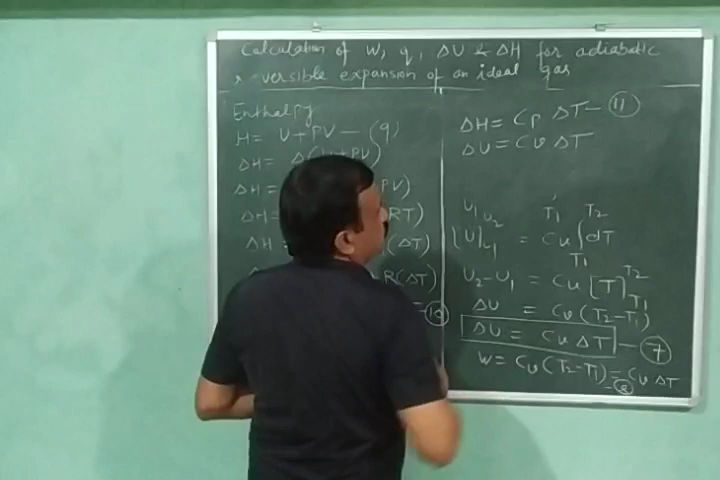 Calculation of W, q, ΔU & ΔH for adiabatic
reversible expansion of an ideal gas
Enthalpy
H = U + PV — (9)
ΔH = Δ(U + PV)
ΔH = PV)
ΔH = RT)
ΔH = (ΔT)
R(ΔT)
= (10)
ΔH = Cp ΔT — (11)
ΔU = Cv ΔT
U1 U2 T1 T2
[U]U1 = Cv ∫dT
T1
U2 - U1 = Cv [T]T2
T1
ΔU = Cv (T2 - T1)
ΔU = Cv ΔT — (7)
W = Cv (T2 - T1) = Cv ΔT
- (8)